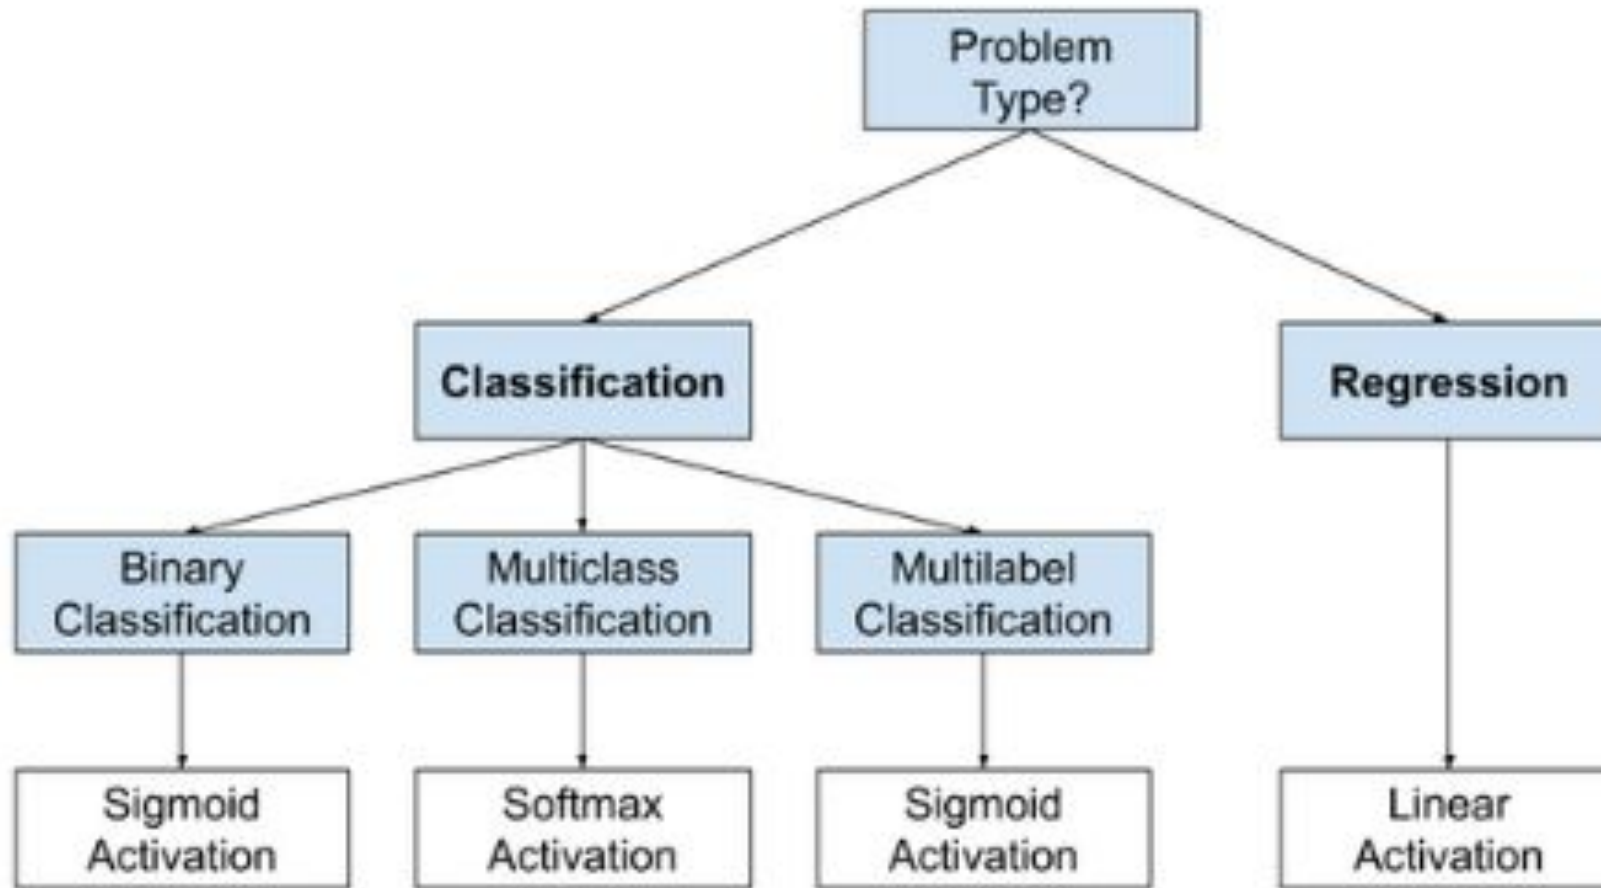 Problem
Type?
Classification
Regression
Binary
Classification
Multiclass
Classification
Multilabel
Classification
Sigmoid
Activation
Softmax
Activation
Sigmoid
Activation
Linear
Activation